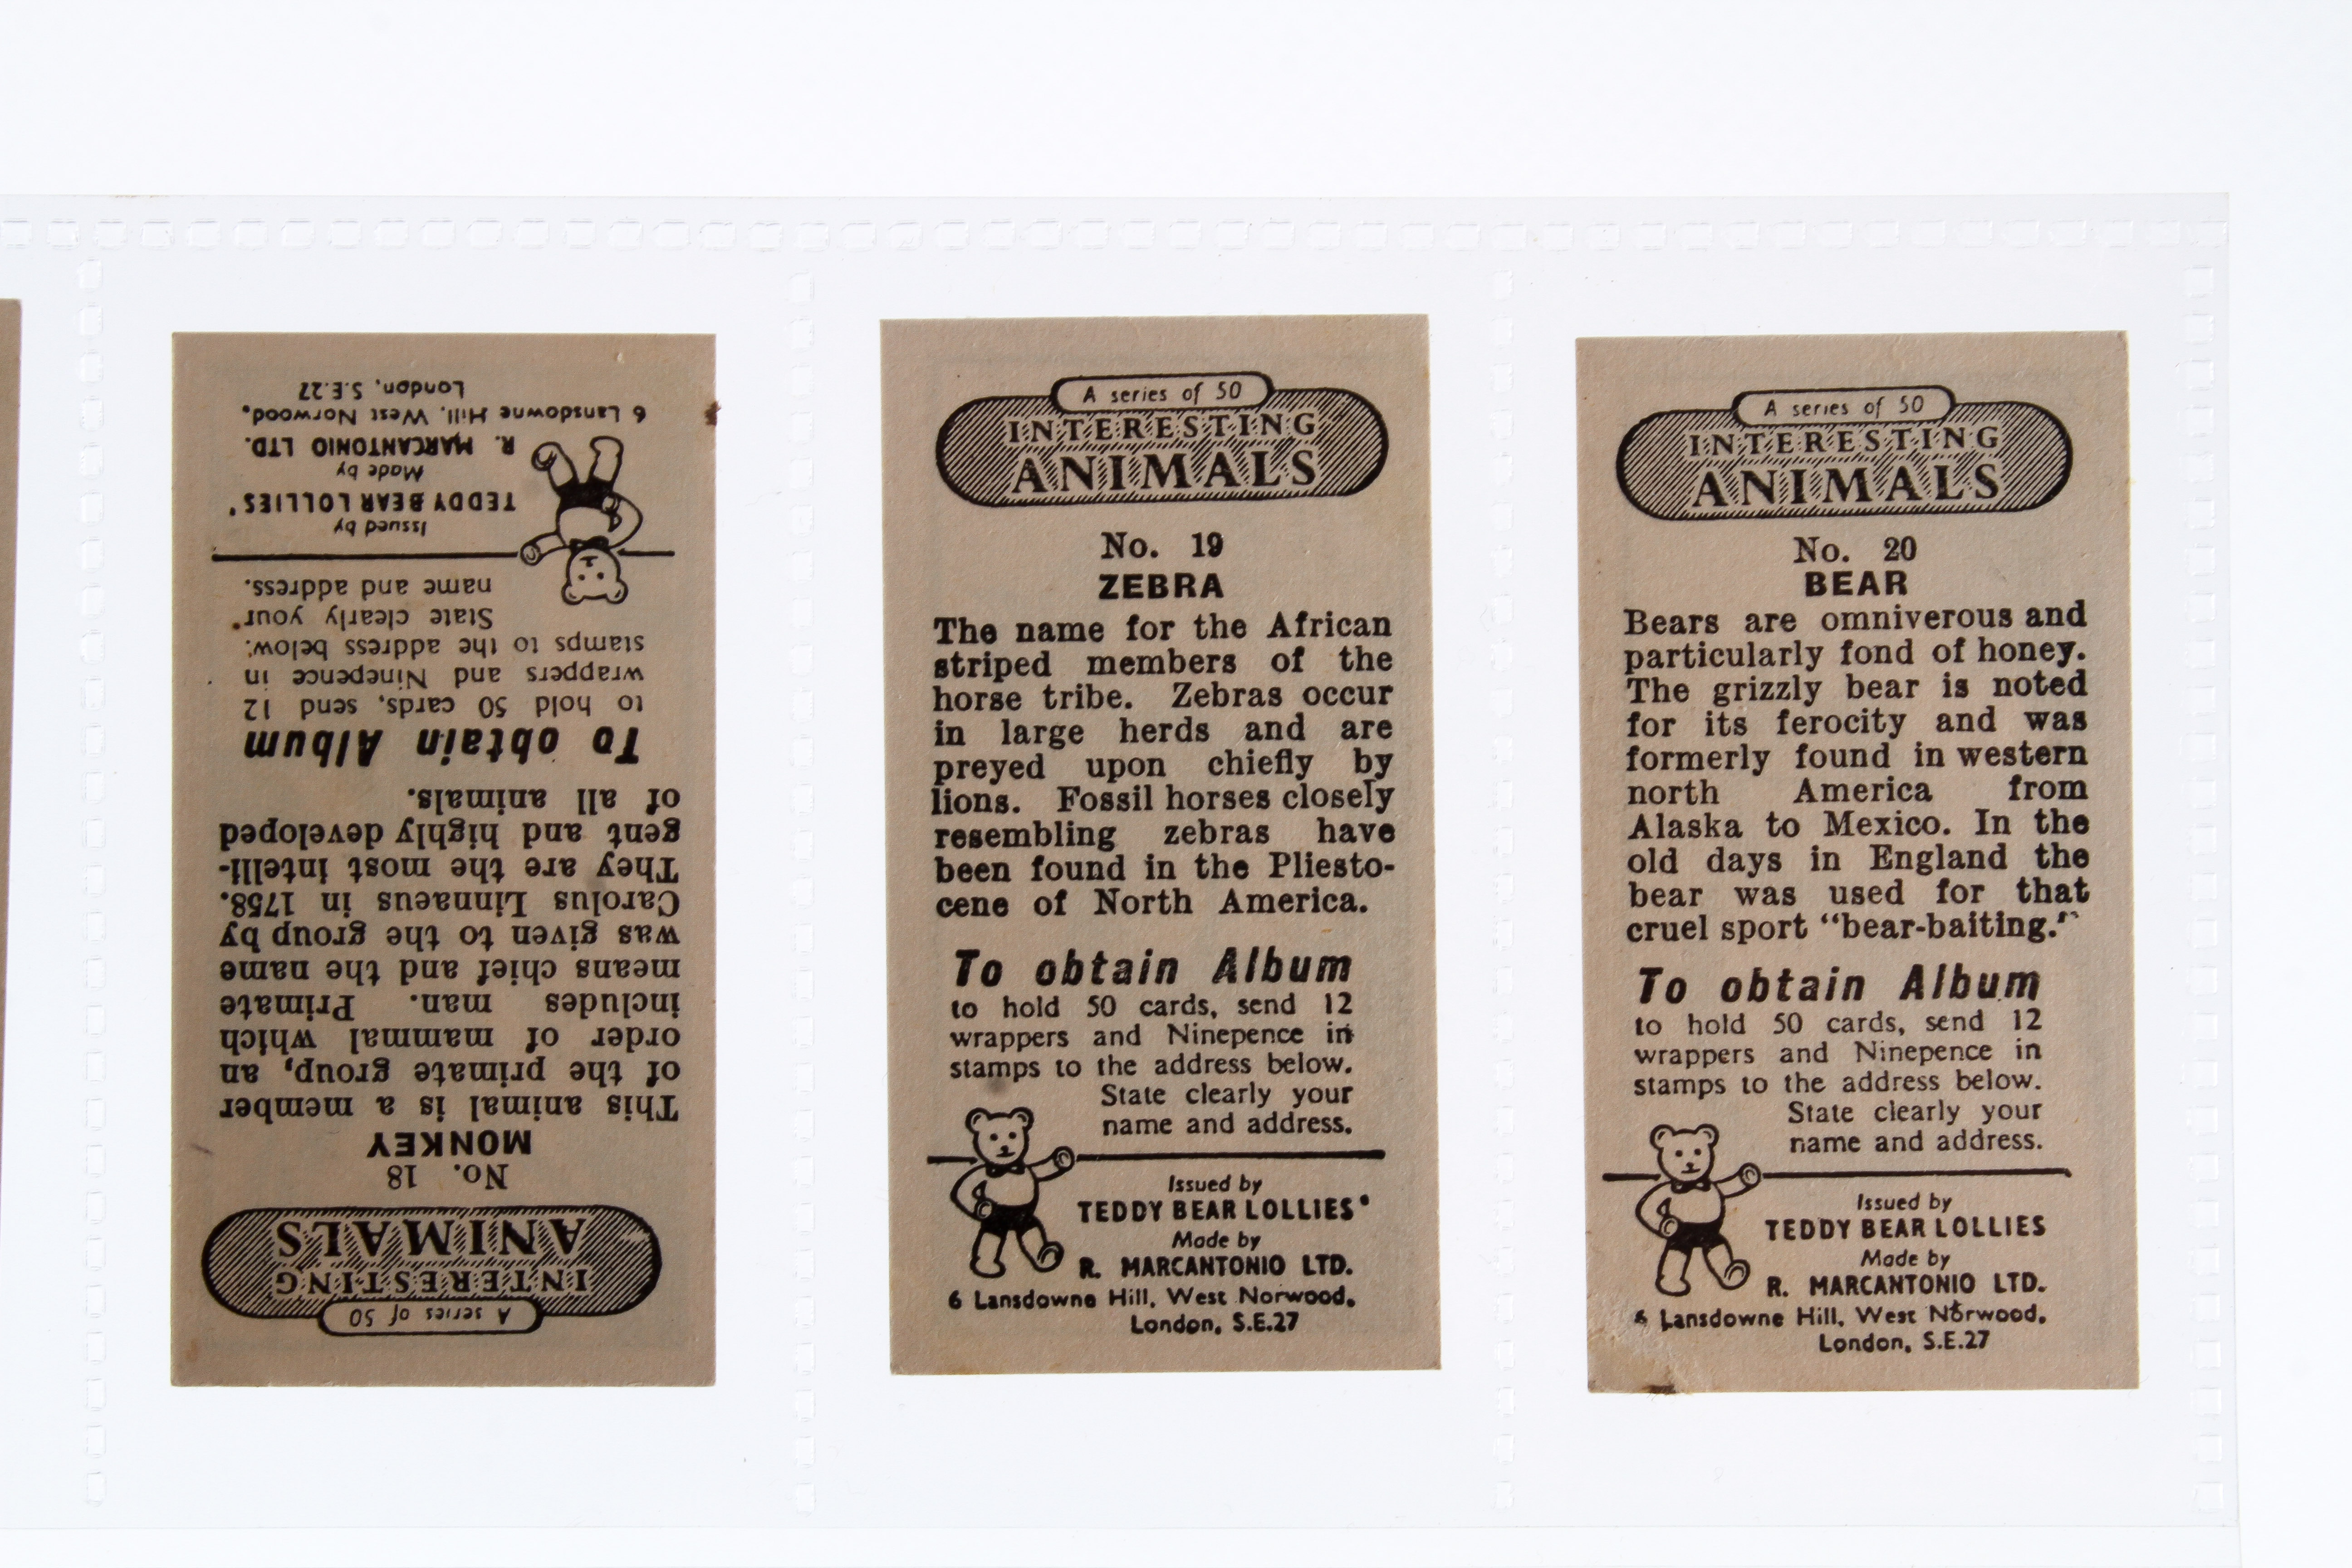 A series of 50
INTERESTING
ANIMALS
No. 18
MONKEY
This animal is a member
of the primate group, an
order of mammal which
includes man. Primate
means chief and the name
was given to the group by
Carolus Linnaeus in 1758.
They are the most intelli-
gent and highly developed
of all animals.
To obtain Album
to hold 50 cards, send 12
wrappers and Ninepence in
stamps to the address below.
State clearly your
name and address.
Issued by
TEDDY BEAR LOLLIES'
Made by
R. MARCANTONIO LTD.
6 Lansdowne Hill, West Norwood,
London, S.E.27
A series of 50
INTERESTING
ANIMALS
No. 19
ZEBRA
The name for the African
striped members of the
horse tribe. Zebras occur
in large herds and are
preyed upon chiefly by
lions. Fossil horses closely
resembling zebras have
been found in the Pliesto-
cene of North America.
To obtain Album
to hold 50 cards, send 12
wrappers and Ninepence in
stamps to the address below.
State clearly your
name and address.
Issued by
TEDDY BEAR LOLLIES'
Made by
R. MARCANTONIO LTD.
6 Lansdowne Hill, West Norwood,
London, S.E.27
A series of 50
INTERESTING
ANIMALS
No. 20
BEAR
Bears are omniverous and
particularly fond of honey.
The grizzly bear is noted
for its ferocity and was
formerly found in western
north America from
Alaska to Mexico. In the
old days in England the
bear was used for that
cruel sport "bear-baiting."
To obtain Album
to hold 50 cards, send 12
wrappers and Ninepence in
stamps to the address below.
State clearly your
name and address.
Issued by
TEDDY BEAR LOLLIES
Made by
R. MARCANTONIO LTD.
6 Lansdowne Hill, West Norwood,
London, S.E.27